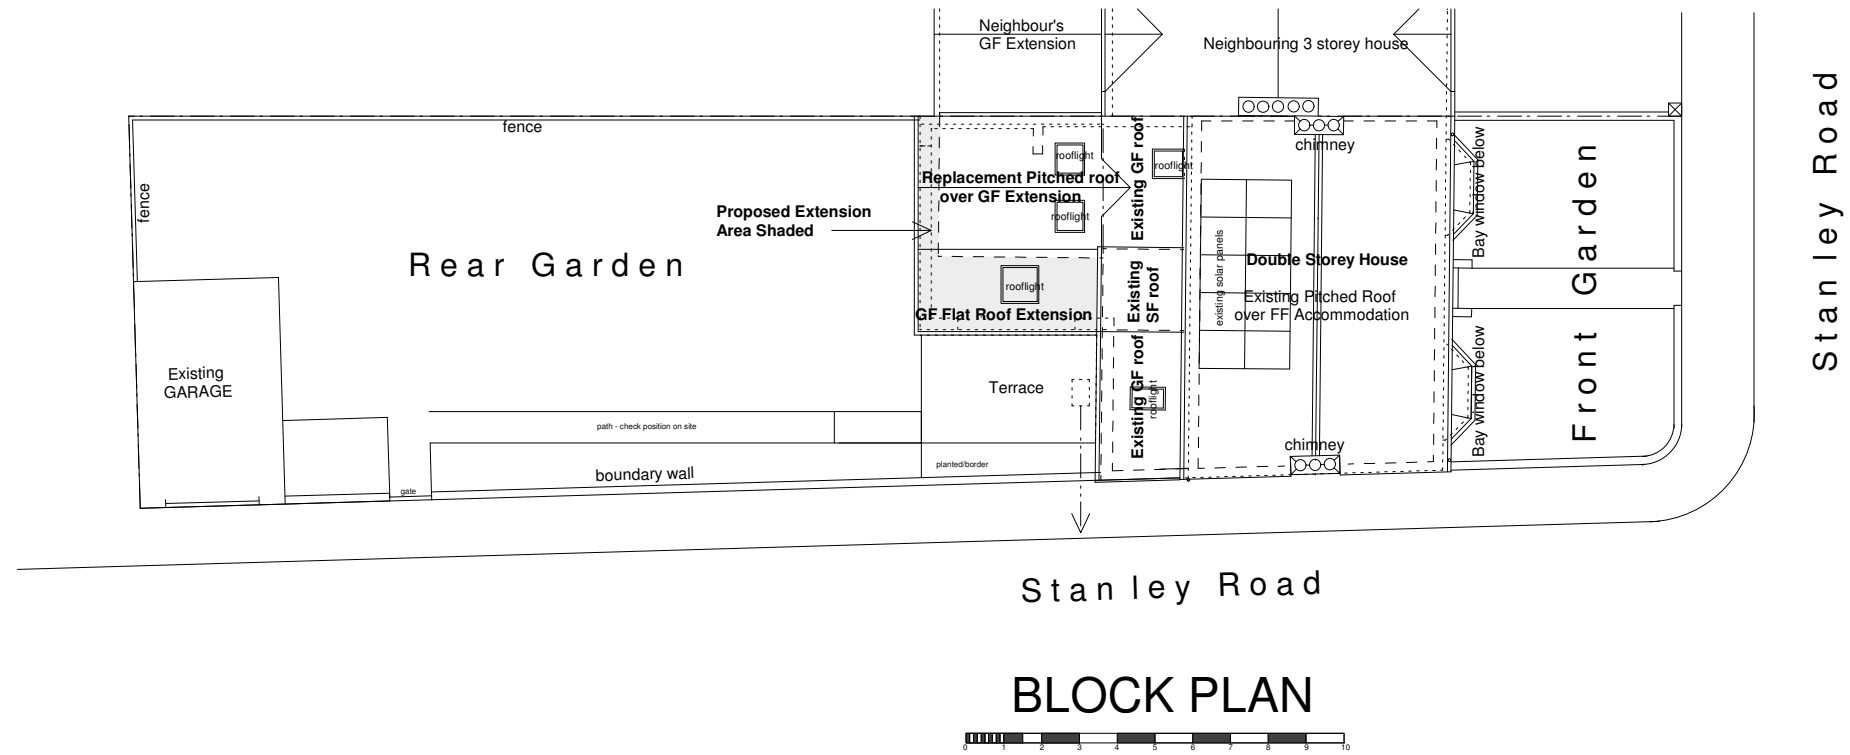 Neighbour's
GF Extension
Neighbouring 3 storey house
fence
fence
chimney
rooflight
rooflight
Replacement Pitched roof
over GF Extension
rooflight
Existing GF roof
Proposed Extension
Area Shaded
Rear Garden
rooflight
GF Flat Roof Extension
Existing
SF roof
existing solar panels
Double Storey House
Existing Pitched Roof
over FF Accommodation
Bay window below
Bay window below
Front Garden
Stanley Road
Existing
GARAGE
Terrace
Existing GF roof
rooflight
path - check position on site
chimney
boundary wall
planted/border
gate
Stanley Road
BLOCK PLAN
0 1 2 3 4 5 6 7 8 9 10